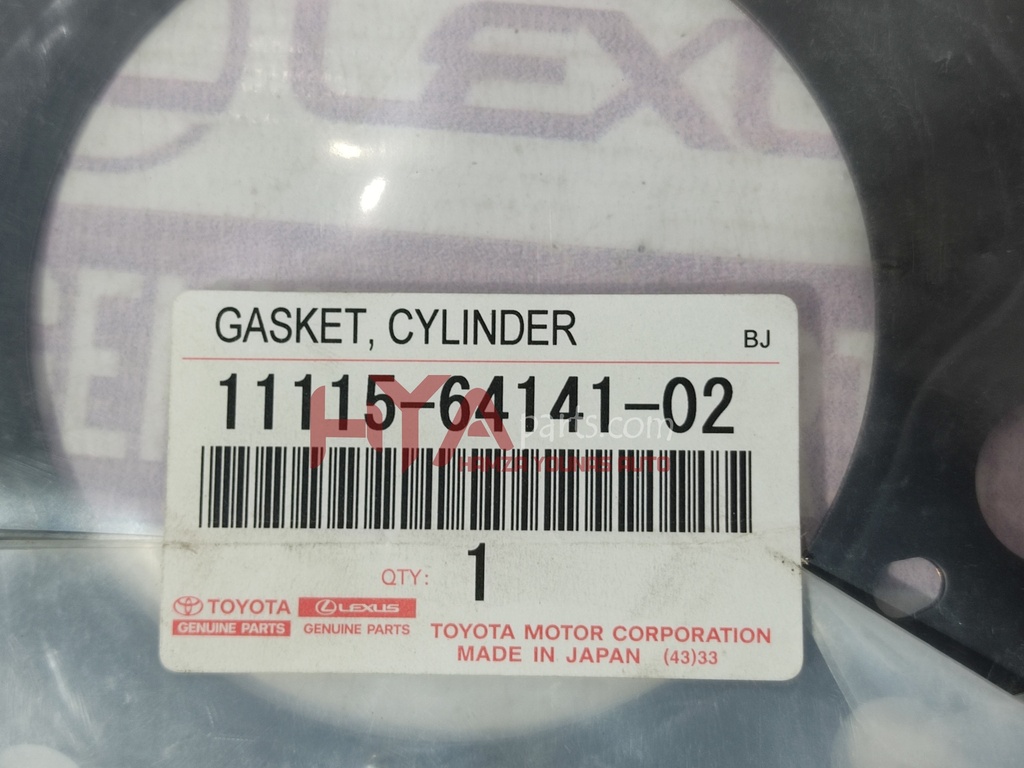 LEXUS
GASKET, CYLINDER
BJ
11115-64141-02
HYA parts.com
HAMZA YOUNAS AUTO
QTY: 1
TOYOTA LEXUS
GENUINE PARTS GENUINE PARTS
TOYOTA MOTOR CORPORATION
MADE IN JAPAN (43)33